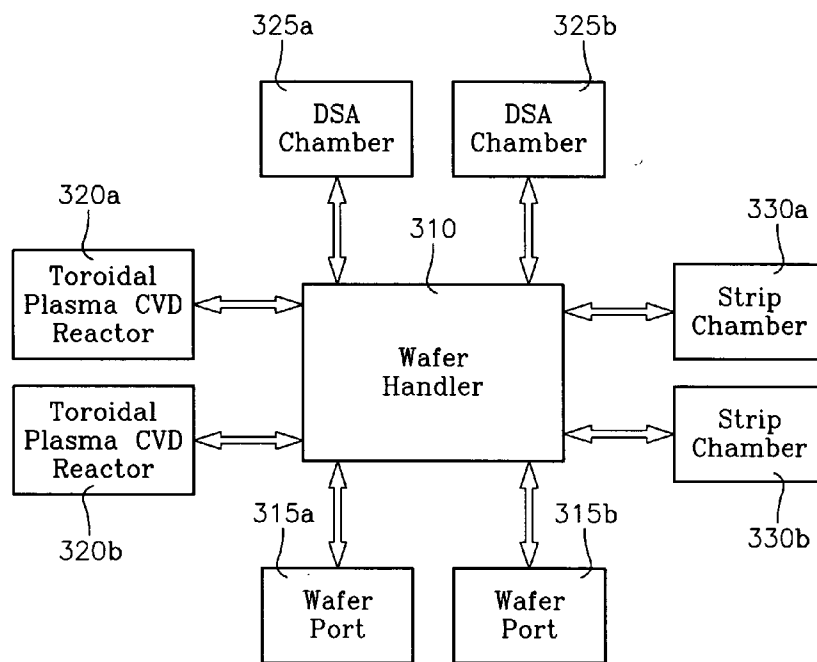 325a
325b
DSA
Chamber
DSA
Chamber
320a
310
330a
Toroidal
Plasma CVD
Reactor
Strip
Chamber
Wafer
Handler
Toroidal
Plasma CVD
Reactor
Strip
Chamber
320b
315a
315b
330b
Wafer
Port
Wafer
Port